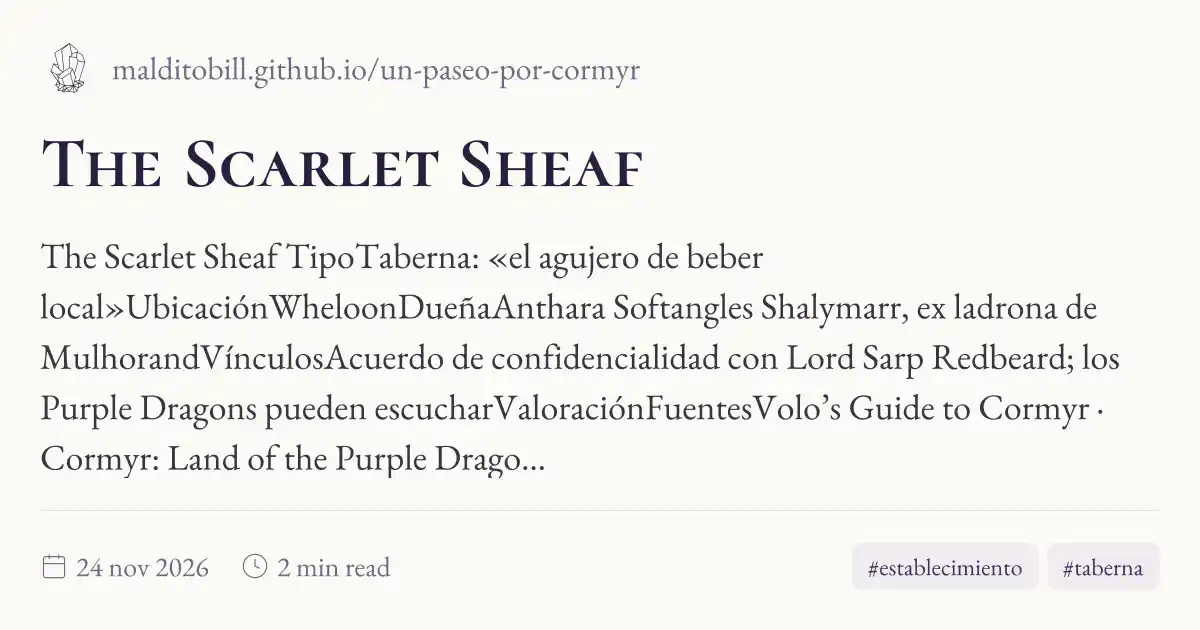 malditobill.github.io/un-paseo-por-cormyr
The Scarlet Sheaf
The Scarlet Sheaf TipoTaberna: «el agujero de beber
local»UbicaciónWheloonDueñaAnthara Softangles Shalymarr, ex ladrona de
MulhorandVínculosAcuerdo de confidencialidad con Lord Sarp Redbeard; los
Purple Dragons pueden escucharValoraciónFuentesVolo’s Guide to Cormyr ·
Cormyr: Land of the Purple Drago...
24 nov 2026
2 min read
#establecimiento
#taberna